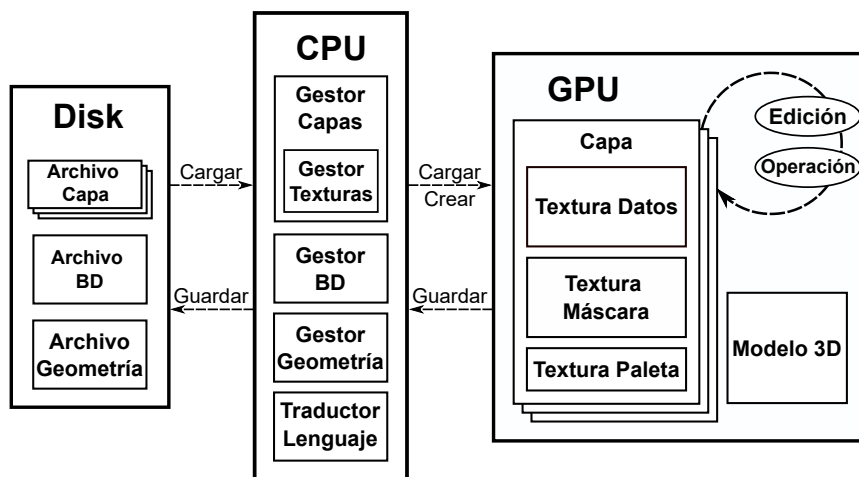 Disk
Archivo
Capa
Archivo
BD
Archivo
Geometría
Cargar
Guardar
CPU
Gestor
Capas
Gestor
Texturas
Gestor
BD
Gestor
Geometría
Traductor
Lenguaje
Cargar
Crear
Guardar
GPU
Capa
Textura Datos
Textura
Máscara
Textura Paleta
Edición
Operación
Modelo 3D